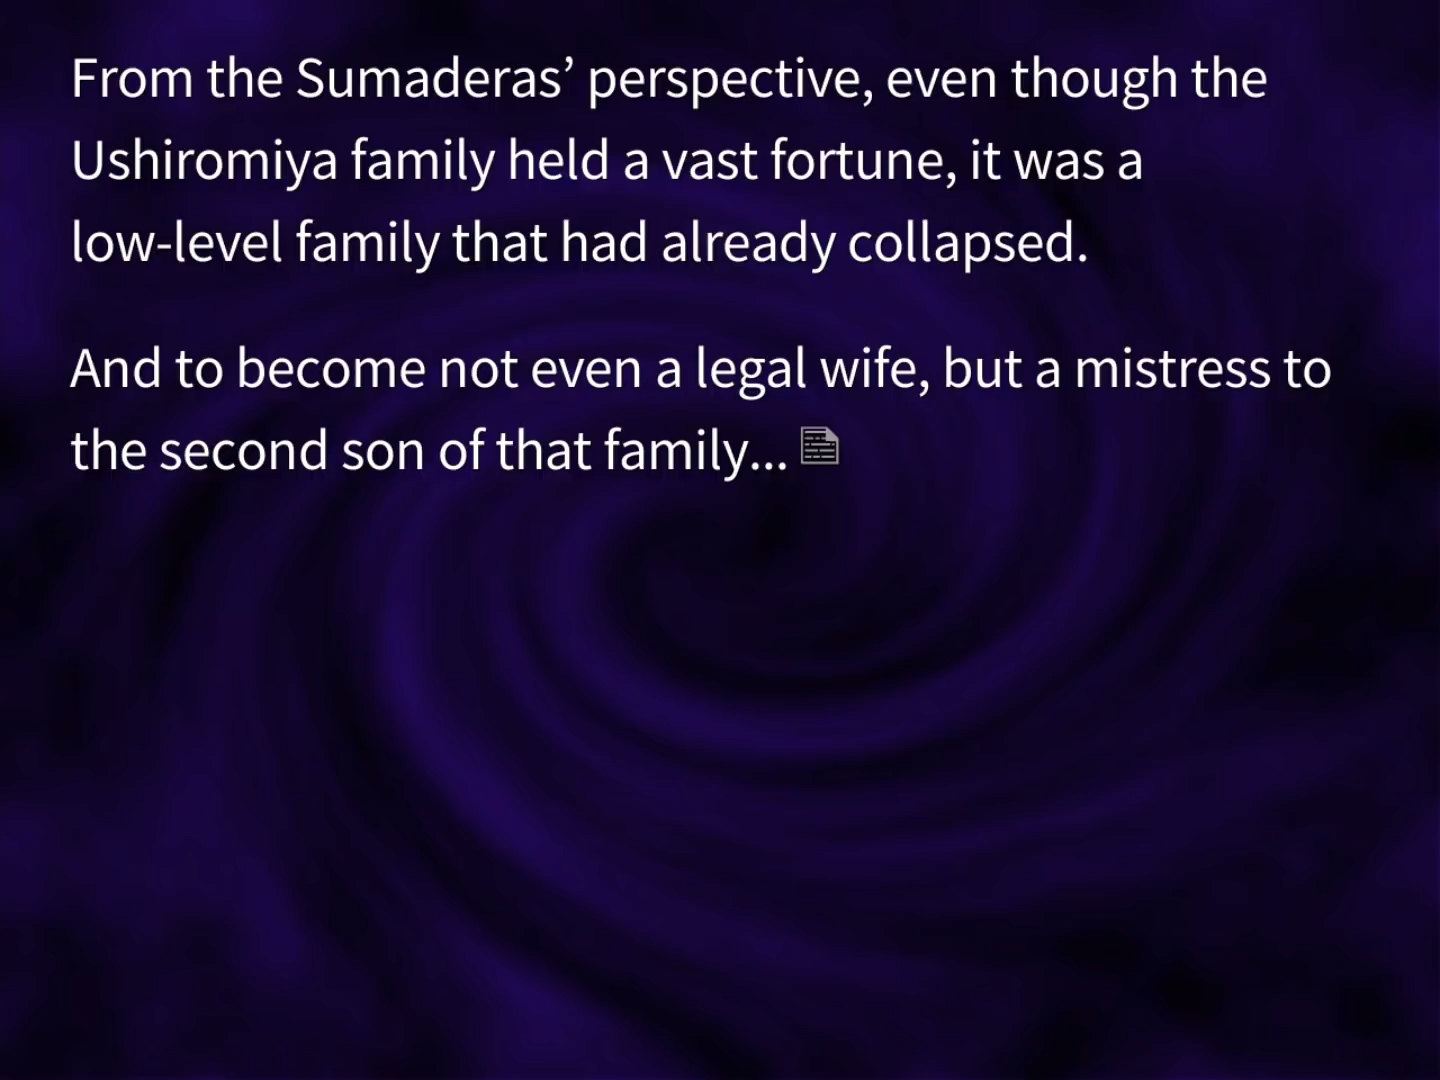 From the Sumaderas’ perspective, even though the
Ushiromiya family held a vast fortune, it was a
low-level family that had already collapsed.
And to become not even a legal wife, but a mistress to
the second son of that family...